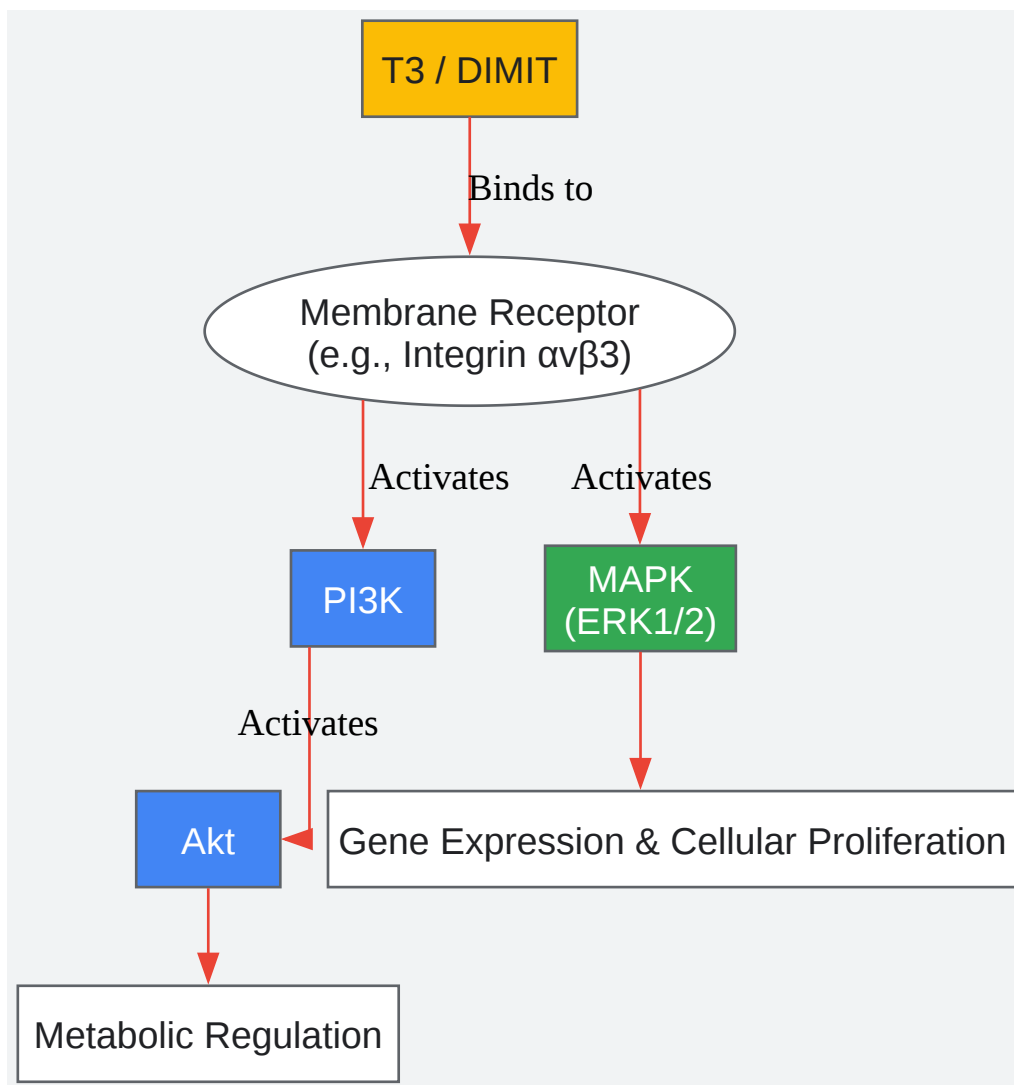 T3 / DIMIT
Binds to
Membrane Receptor
(e.g., Integrin αvβ3)
Activates
Activates
PI3K
MAPK
(ERK1/2)
Activates
Akt
Gene Expression & Cellular Proliferation
Metabolic Regulation